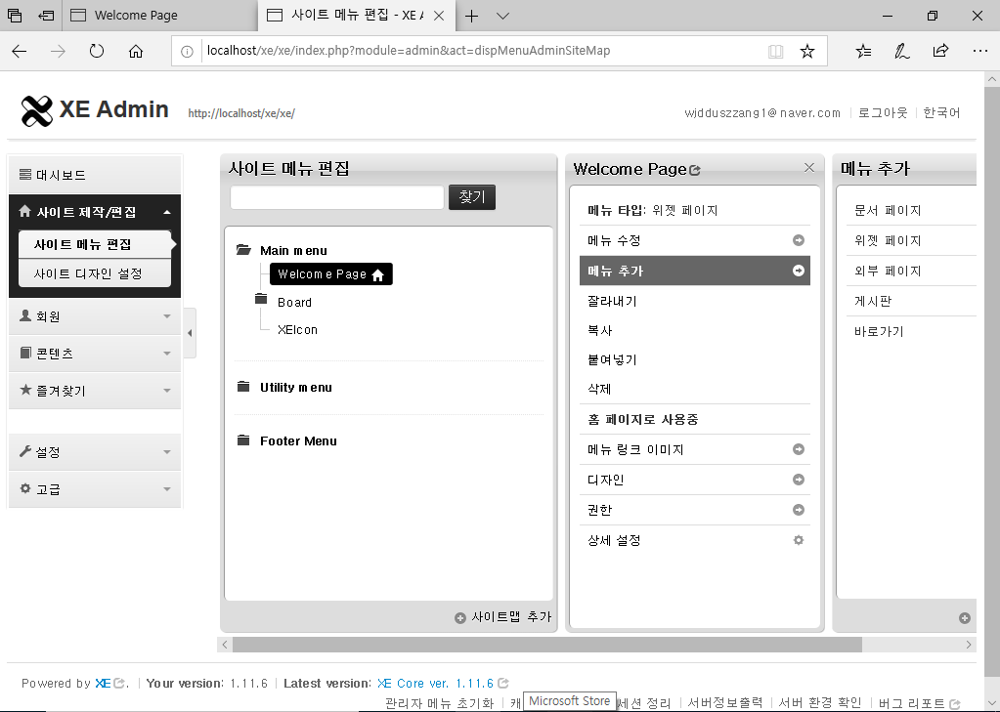 Welcome Page
사이트 메뉴 편집 - XE A
localhost/xe/xe/index.php?module=admin&act=dispMenuAdminSiteMap
XE Admin
http://localhost/xe/xe/
wjdduszzang1@naver.com
로그아웃
한국어
대시보드
사이트 제작/편집
사이트 메뉴 편집
사이트 디자인 설정
회원
콘텐츠
즐겨찾기
설정
고급
사이트 메뉴 편집
찾기
Main menu
Welcome Page
Board
XEIcon
Utility menu
Footer Menu
사이트맵 추가
Welcome Page
메뉴 타입: 위젯 페이지
메뉴 수정
메뉴 추가
잘라내기
복사
붙여넣기
삭제
홈 페이지로 사용중
메뉴 링크 이미지
디자인
권한
상세 설정
메뉴 추가
문서 페이지
위젯 페이지
외부 페이지
게시판
바로가기
Powered by XE. | Your version: 1.11.6 | Latest version: XE Core ver. 1.11.6
관리자 메뉴 초기화 | 캐
Microsoft Store
세션 정리 | 서버정보출력 | 서버 환경 확인 | 버그 리포트